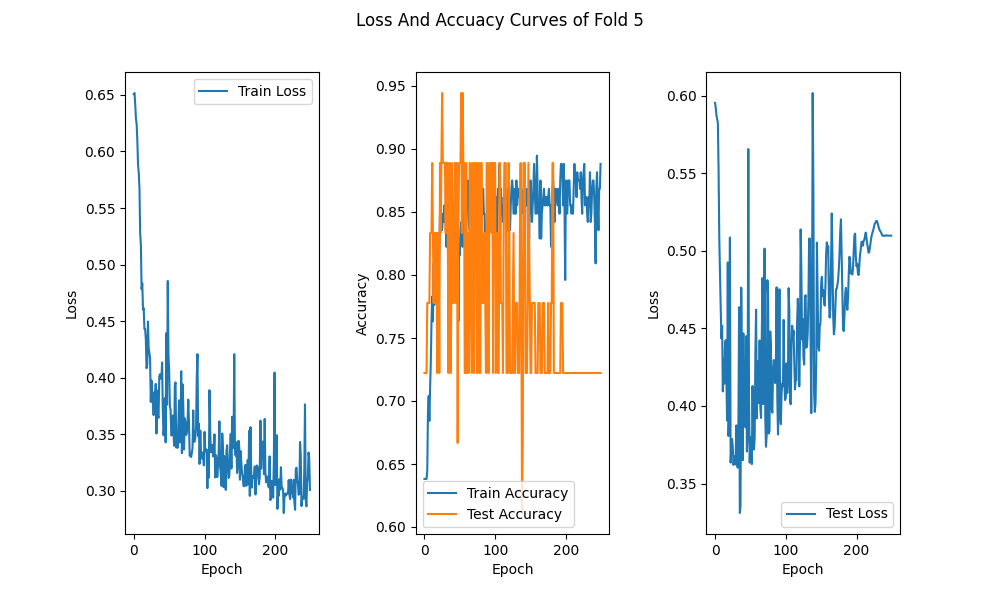 Loss And Accuacy Curves of Fold 5
0.65
0.60
0.55
0.50
0.45
0.40
0.35
0.30
Loss
0 100 200
Epoch
Train Loss
0.95
0.90
0.85
0.80
0.75
0.70
0.65
0.60
Accuracy
0 100 200
Epoch
Train Accuracy
Test Accuracy
0.60
0.55
0.50
0.45
0.40
0.35
Loss
0 100 200
Epoch
Test Loss